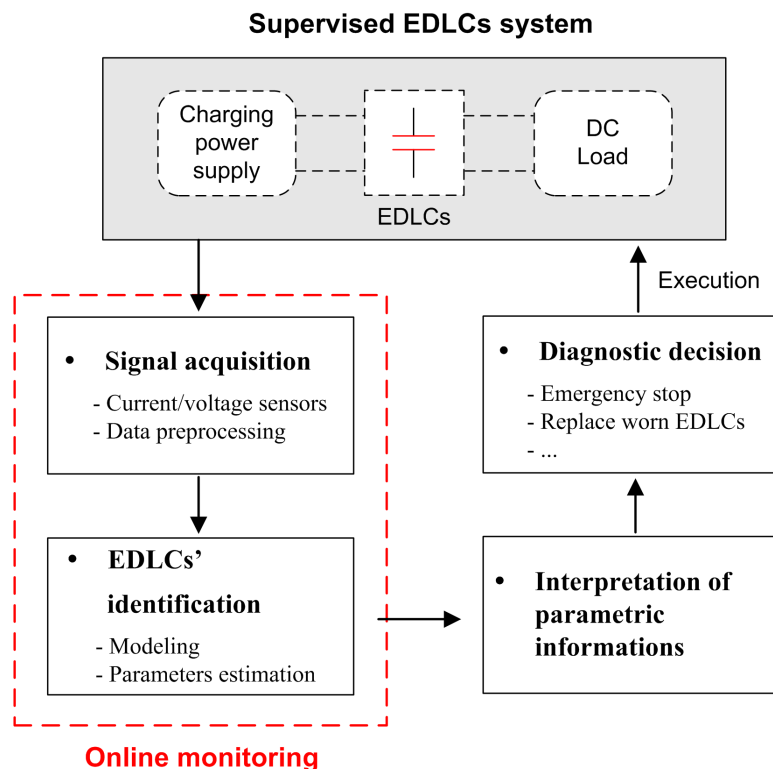 Supervised EDLCs system
Charging
power
supply
EDLCs
DC
Load
Execution
• Signal acquisition
- Current/voltage sensors
- Data preprocessing
• EDLCs’
identification
- Modeling
- Parameters estimation
Online monitoring
• Diagnostic decision
- Emergency stop
- Replace worn EDLCs
- ...
• Interpretation of
parametric
informations